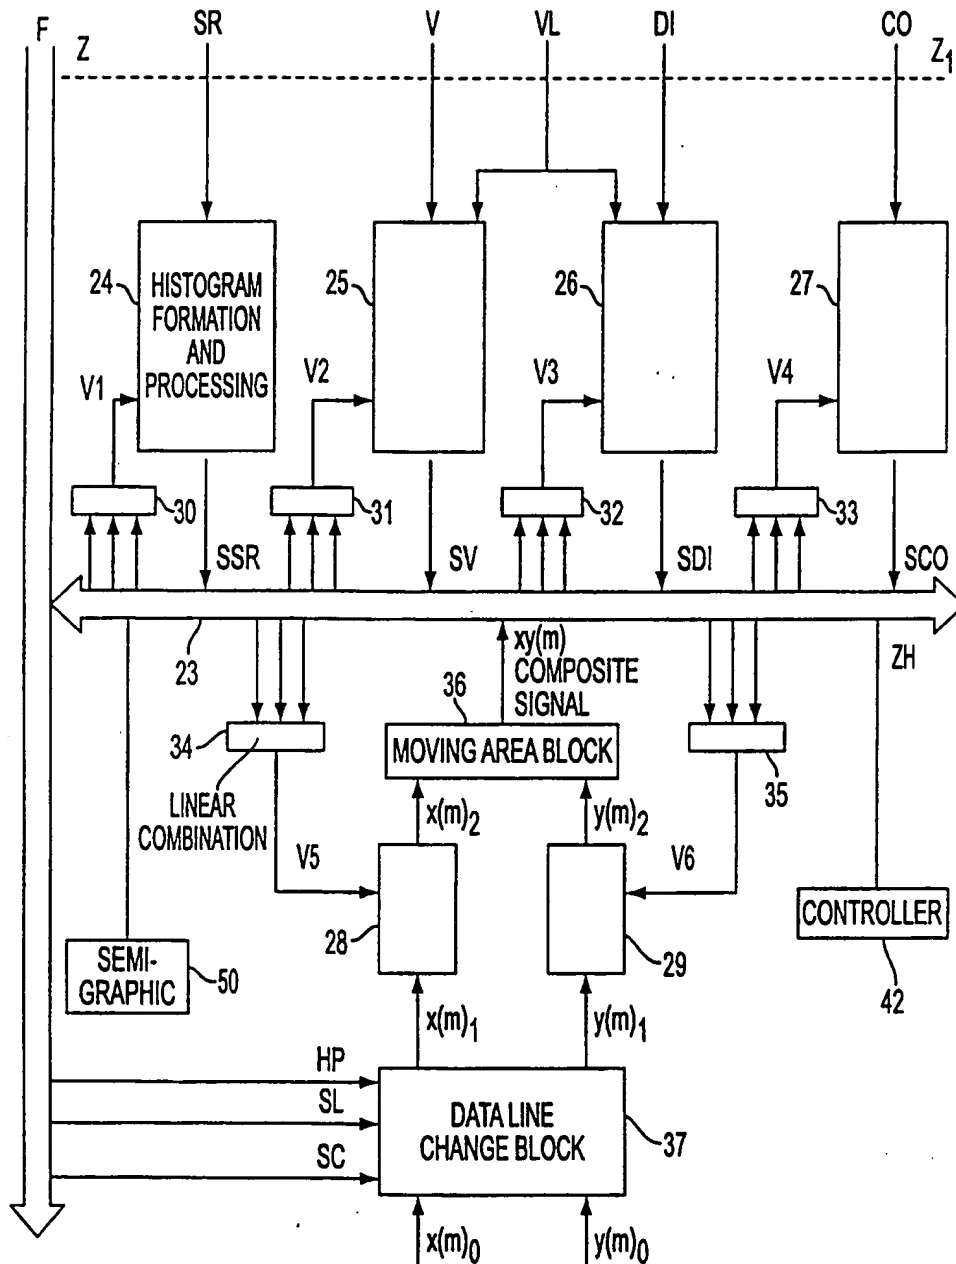 F
Z
SR
V
VL
DI
CO
Z1
24
HISTOGRAM
FORMATION
AND
PROCESSING
25
26
27
V1
V2
V3
V4
30
31
32
33
SSR
SV
SDI
SCO
23
xy(m)
COMPOSITE
SIGNAL
ZH
36
34
MOVING AREA BLOCK
35
LINEAR
COMBINATION
x(m)2
y(m)2
V5
V6
28
29
CONTROLLER
42
SEMI-
GRAPHIC
50
x(m)1
y(m)1
HP
SL
SC
DATA LINE
CHANGE BLOCK
37
x(m)0
y(m)0